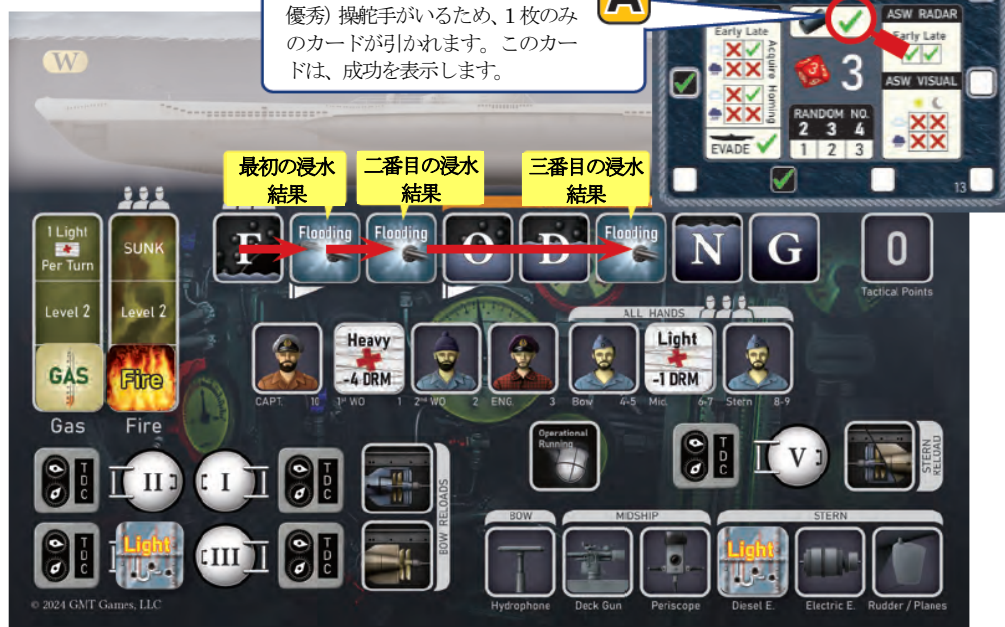 優秀) 操舵手がいるため、1枚のみ
のカードが引かれます。このカー
ドは、成功を表示します。
A
Early Late
Acquire
Homing
EVADE
3
RANDOM NO.
2 3 4
1 2 3
ASW RADAR
Early Late
ASW VISUAL
13
W
最初の浸水
結果
二番目の浸水
結果
三番目の浸水
結果
1 Light
Per Turn
SUNK
Level 2
Level 2
GAS
Fire
Gas
Fire
F
Flooding
Flooding
O
D
Flooding
N
G
0
Tactical Points
ALL HANDS
Heavy
-4 DRM
Light
-1 DRM
CAPT. 10
1st WO 1
2nd WO 2
ENG. 3
Bow 4-5
Mid. 6-7
Stern 8-9
Operational
Running
TDC
II
I
TDC
BOW RELOADS
TDC
V
STERN
RELOAD
TDC
Light
III
TDC
BOW
MIDSHIP
STERN
Light
Hydrophone
Deck Gun
Periscope
Diesel E.
Electric E.
Rudder / Planes
© 2024 GMT Games, LLC